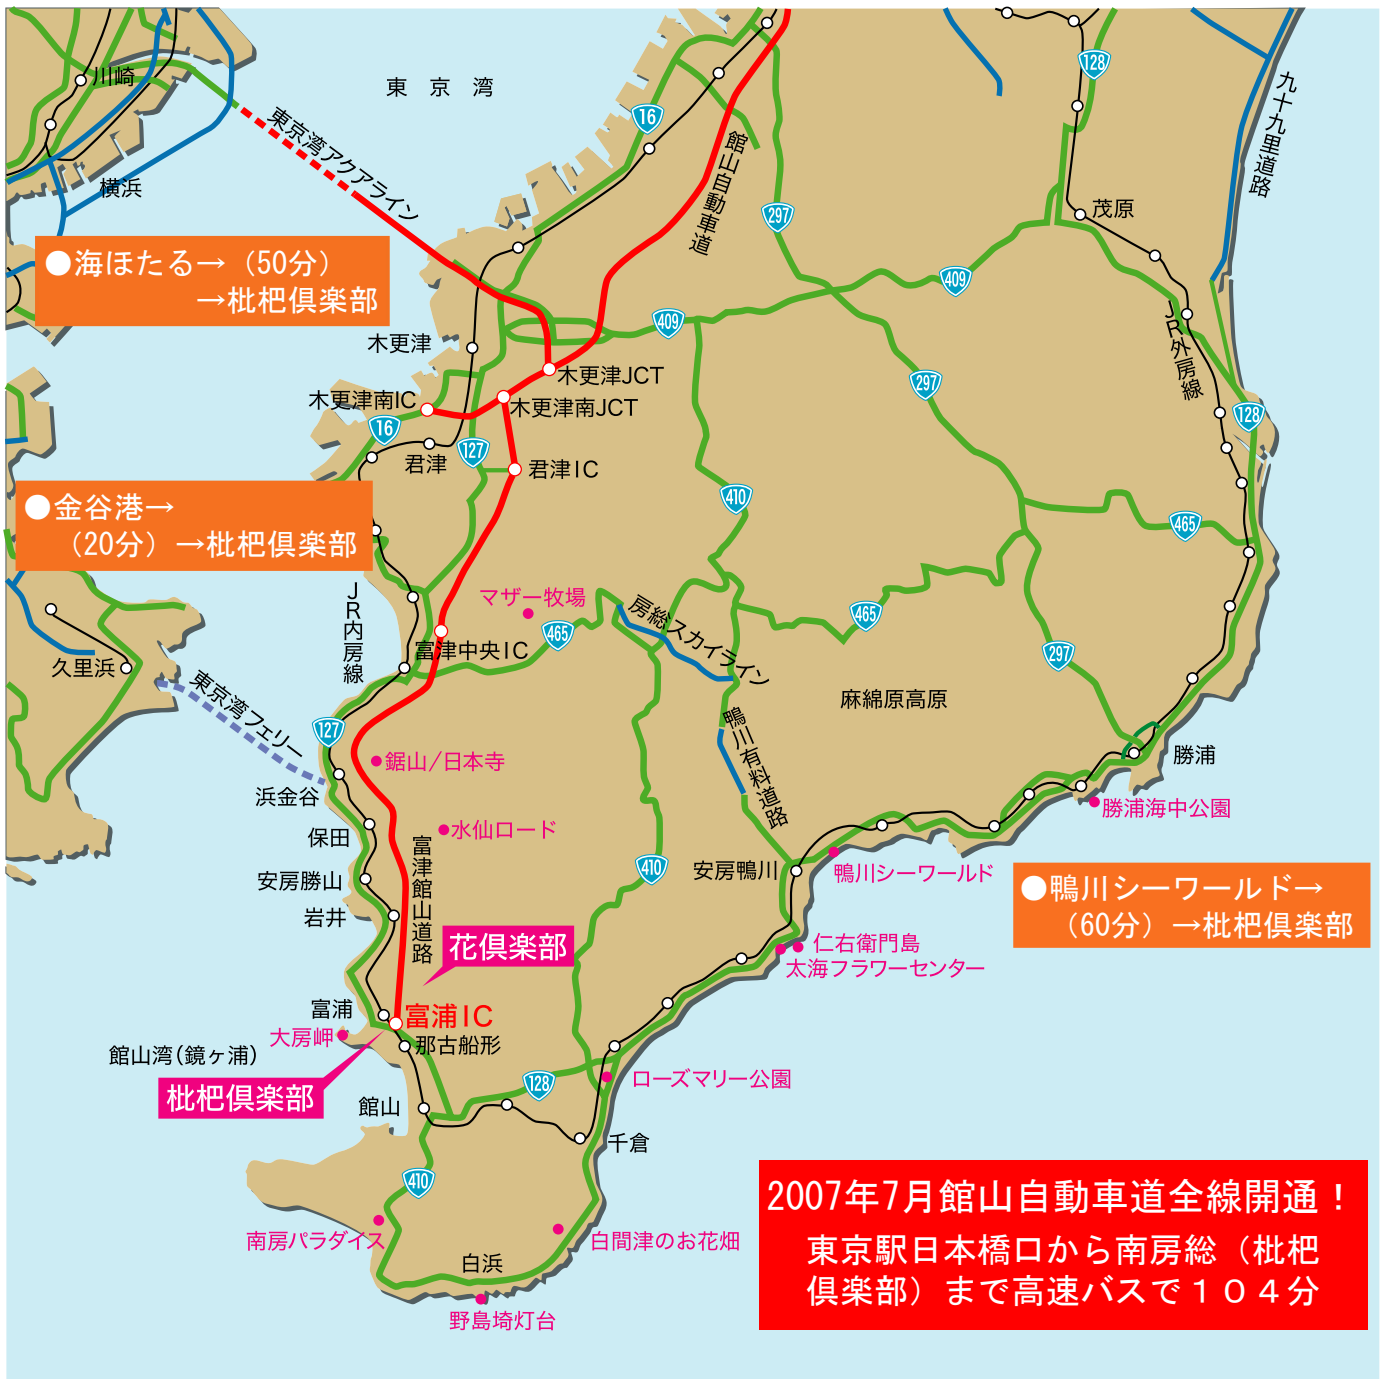 川崎
東京湾
128
九十九里道路
16
東京湾アクアライン
館山自動車道
横浜
297
茂原
●海ほたる→（50分）
→枇杷倶楽部
409
409
JR外房線
木更津
木更津JCT
297
木更津南IC
木更津南JCT
128
16
127
君津
君津IC
410
●金谷港→
（20分）→枇杷倶楽部
465
マザー牧場
JR内房線
房総スカイライン
465
465
富津中央IC
297
久里浜
東京湾フェリー
麻綿原高原
127
鴨川有料道路
鋸山/日本寺
勝浦
浜金谷
勝浦海中公園
保田
水仙ロード
富津館山道路
410
安房鴨川
鴨川シーワールド
安房勝山
●鴨川シーワールド→
（60分）→枇杷倶楽部
岩井
花倶楽部
仁右衛門島
太海フラワーセンター
富浦
富浦IC
大房岬
那古船形
館山湾(鏡ヶ浦)
128
ローズマリー公園
枇杷倶楽部
館山
千倉
410
2007年7月館山自動車道全線開通！
東京駅日本橋口から南房総（枇杷
倶楽部）まで高速バスで１０４分
南房パラダイス
白間津のお花畑
白浜
野島埼灯台